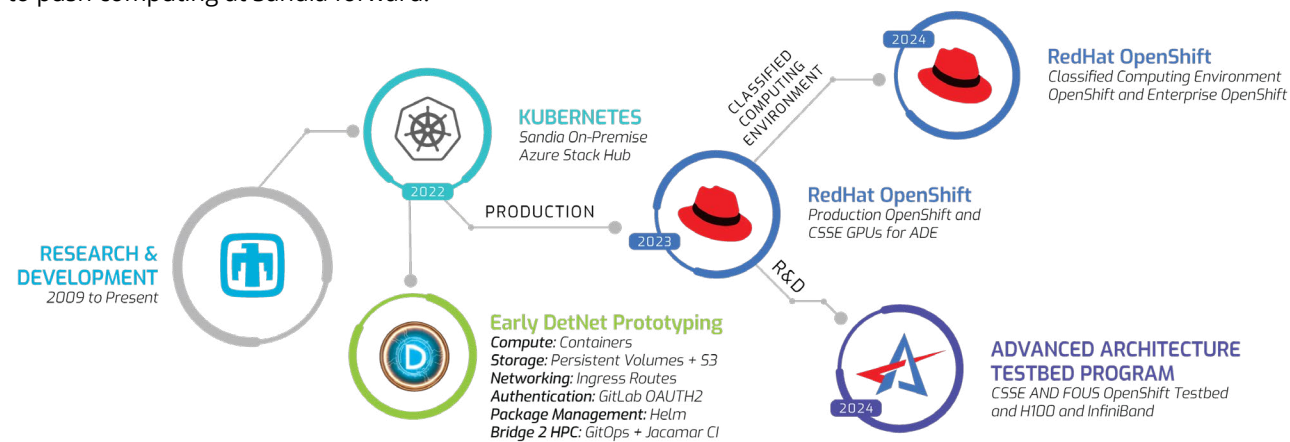 to push computing at Sandia forward.
2024
RedHat OpenShift
Classified Computing Environment
OpenShift and Enterprise OpenShift
CLASSIFIED
COMPUTING
ENVIRONMENT
KUBERNETES
Sandia On-Premise
Azure Stack Hub
2022
PRODUCTION
RedHat OpenShift
Production OpenShift and
CSSE GPUs for ADE
2023
RESEARCH &
DEVELOPMENT
2009 to Present
R&D
D
Early DetNet Prototyping
Compute: Containers
Storage: Persistent Volumes + S3
Networking: Ingress Routes
Authentication: GitLab OAUTH2
Package Management: Helm
Bridge 2 HPC: GitOps + Jacamar CI
2024
ADVANCED ARCHITECTURE
TESTBED PROGRAM
CSSE AND FOUS OpenShift Testbed
and H100 and InfiniBand